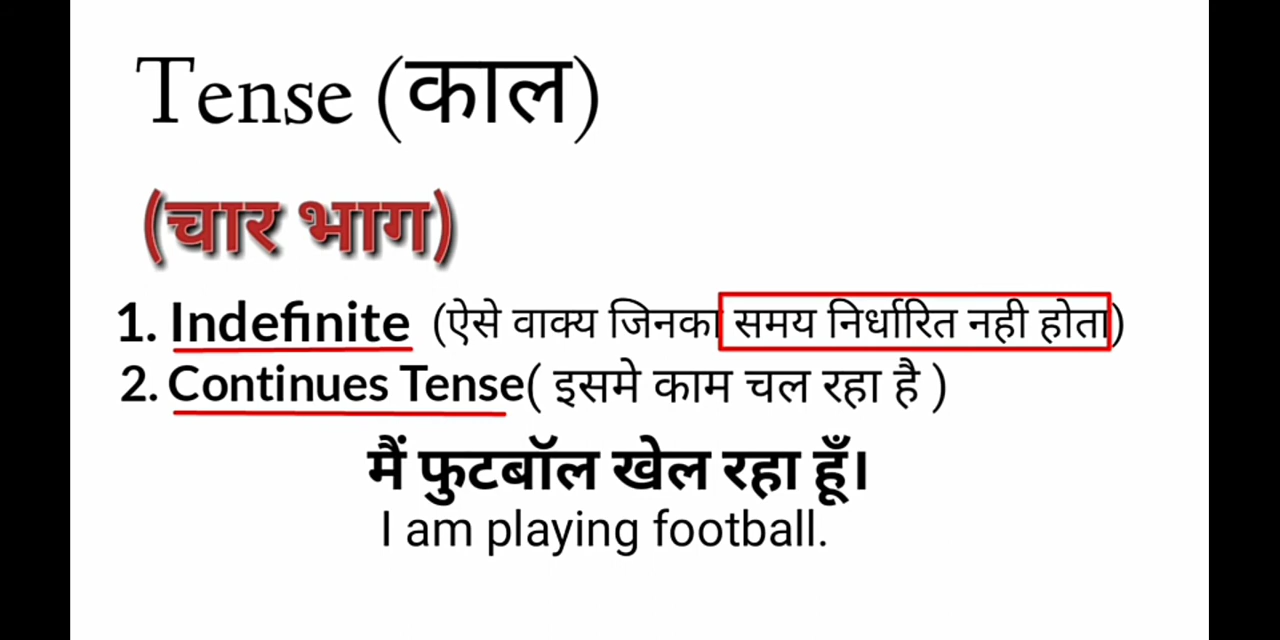 Tense (काल)
(चार भाग)
1. Indefinite (ऐसे वाक्य जिनका समय निर्धारित नही होता)
2. Continues Tense( इसमे काम चल रहा है )
मैं फुटबॉल खेल रहा हूँ।
I am playing football.